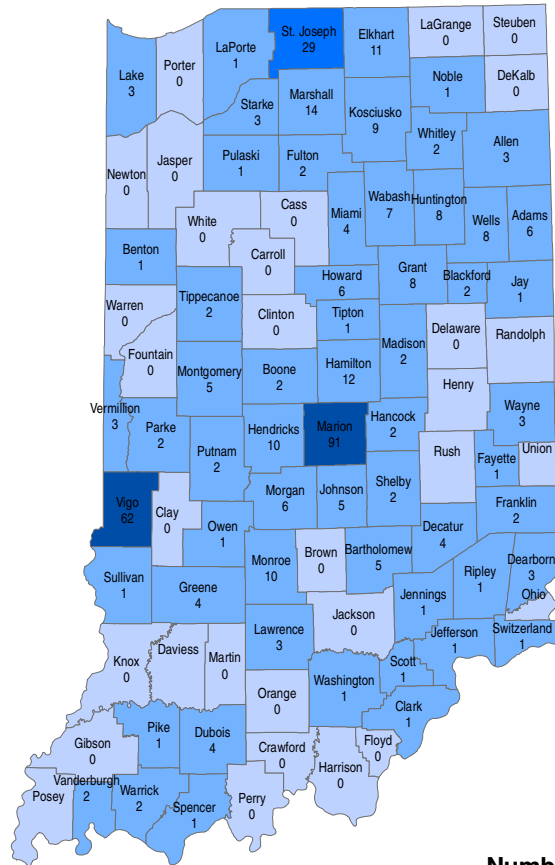 St. Joseph
29
Elkhart
11
LaGrange
0
Steuben
0
LaPorte
1
Porter
0
Lake
3
Noble
1
DeKalb
0
Starke
3
Marshall
14
Kosciusko
9
Whitley
2
Allen
3
Newton
0
Jasper
0
Pulaski
1
Fulton
2
Cass
0
Miami
4
Wabash
7
Huntington
8
Wells
8
Adams
6
White
0
Benton
1
Carroll
0
Howard
6
Grant
8
Blackford
2
Jay
1
Warren
0
Tippecanoe
2
Clinton
0
Tipton
1
Madison
2
Delaware
0
Randolph
Fountain
0
Montgomery
5
Boone
2
Hamilton
12
Henry
Vermillion
3
Parke
2
Putnam
2
Hendricks
10
Marion
91
Hancock
2
Wayne
3
Rush
Fayette
1
Union
Vigo
62
Clay
0
Owen
1
Morgan
6
Johnson
5
Shelby
2
Franklin
2
Decatur
4
Sullivan
1
Greene
4
Monroe
10
Brown
0
Bartholomew
5
Jennings
1
Ripley
1
Dearborn
3
Ohio
Jackson
0
Lawrence
3
Jefferson
1
Switzerland
1
Knox
0
Daviess
Martin
0
Orange
0
Washington
1
Scott
1
Clark
1
Gibson
0
Pike
1
Dubois
4
Crawford
0
Harrison
0
Floyd
0
Posey
Vanderburgh
2
Warrick
2
Spencer
1
Perry
0